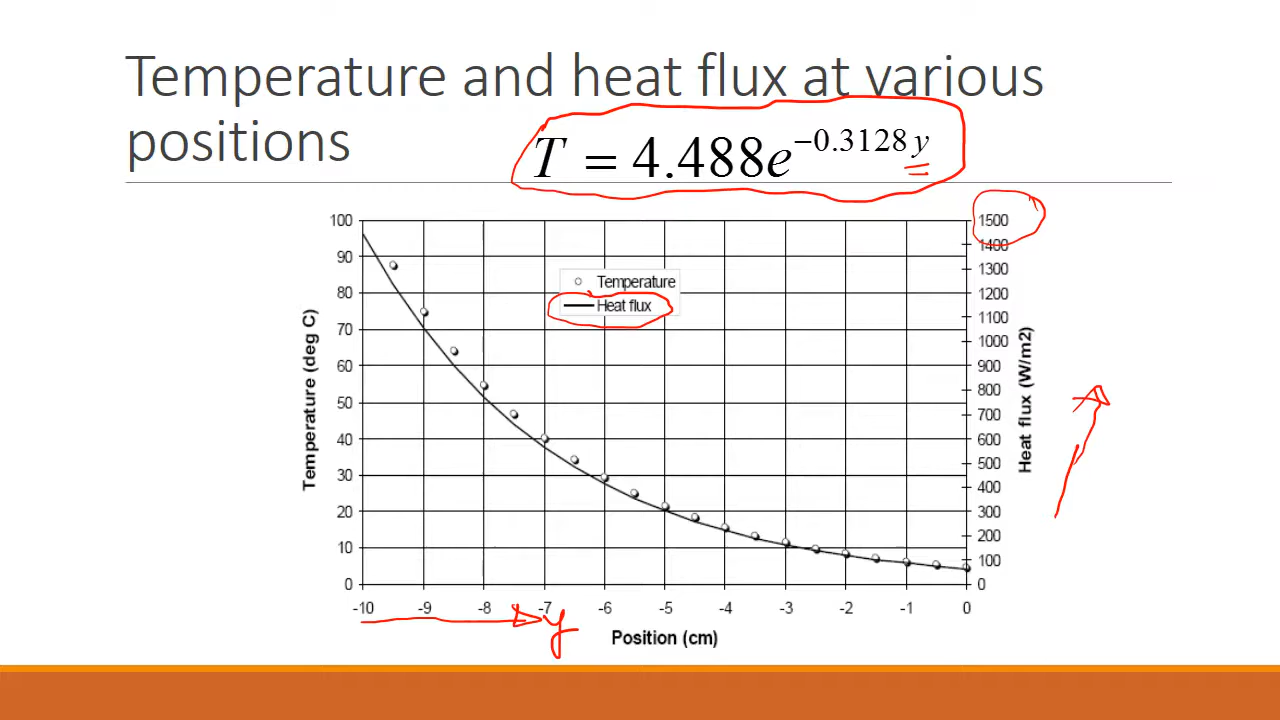 Temperature and heat flux at various
positions
T = 4.488e^{-0.3128y}
100
90
80
70
60
50
40
30
20
10
0
Temperature (deg C)
Temperature
Heat flux
1500
1400
1300
1200
1100
1000
900
800
700
600
500
400
300
200
100
0
Heat flux (W/m2)
-10 -9 -8 -7 -6 -5 -4 -3 -2 -1 0
y
Position (cm)